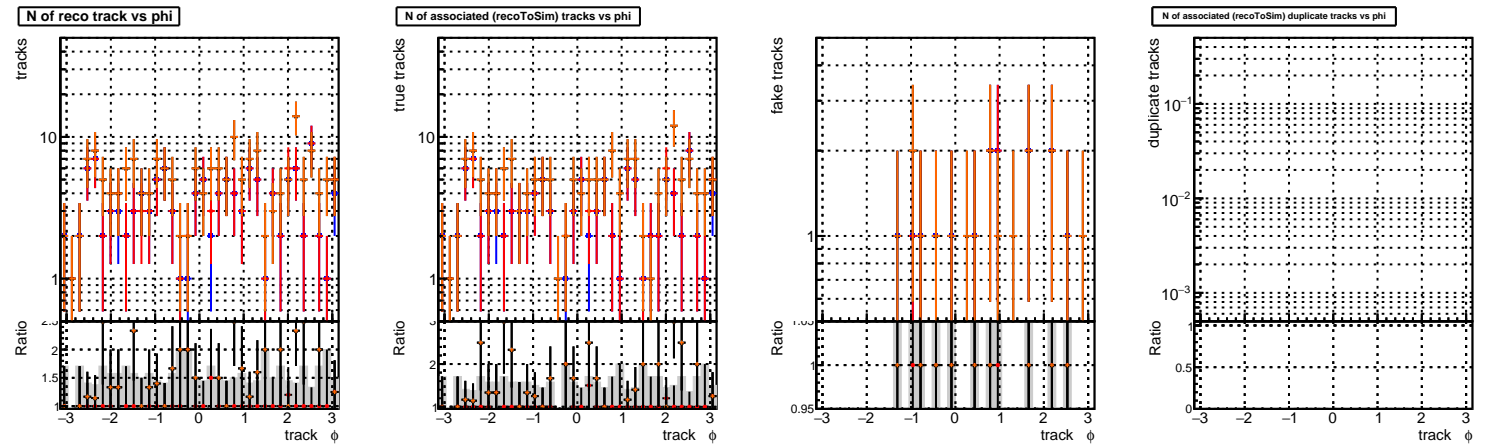 N of reco track vs phi
tracks
10
1
Ratio
2.5
2
1.5
1
−3 −2 −1 0 1 2 3
track ϕ
N of associated (recoToSim) tracks vs phi
true tracks
10
1
Ratio
3
2
1
−3 −2 −1 0 1 2 3
track ϕ
fake tracks
1
Ratio
1.05
1
0.95
−3 −2 −1 0 1 2 3
track ϕ
N of associated (recoToSim) duplicate tracks vs phi
duplicate tracks
10−1
10−2
10−3
Ratio
1
0.5
0
−3 −2 −1 0 1 2 3
track ϕ